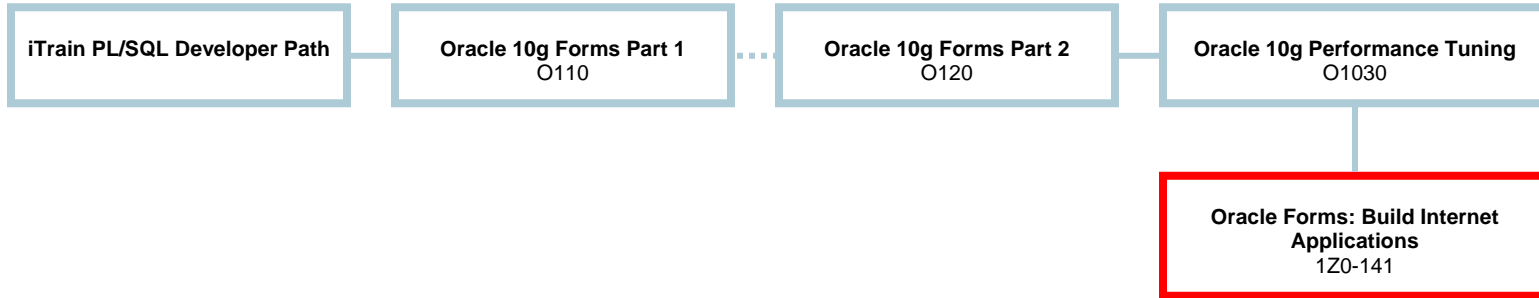 iTrain PL/SQL Developer Path
Oracle 10g Forms Part 1
O110
Oracle 10g Forms Part 2
O120
Oracle 10g Performance Tuning
O1030
Oracle Forms: Build Internet
Applications
1Z0-141